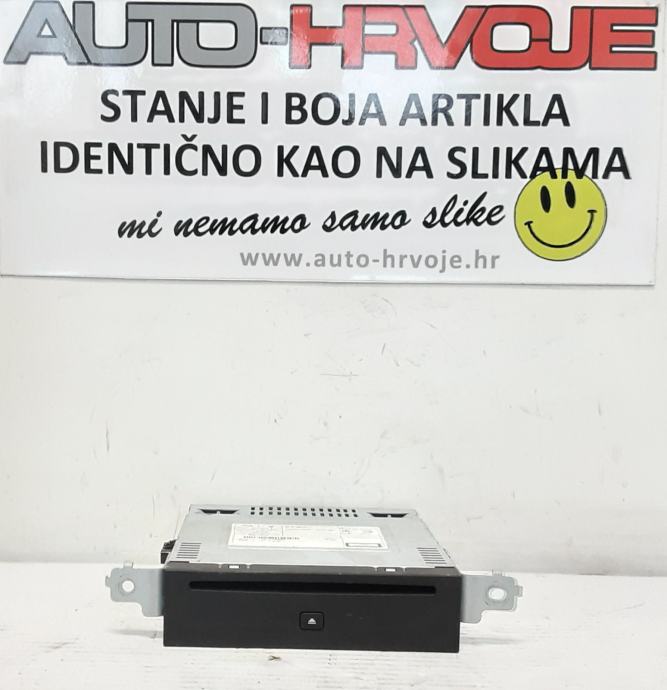 AUTO-HRVOJE
STANJE I BOJA ARTIKLA
IDENTIČNO KAO NA SLIKAMA
mi nemamo samo slike
www.auto-hrvoje.hr